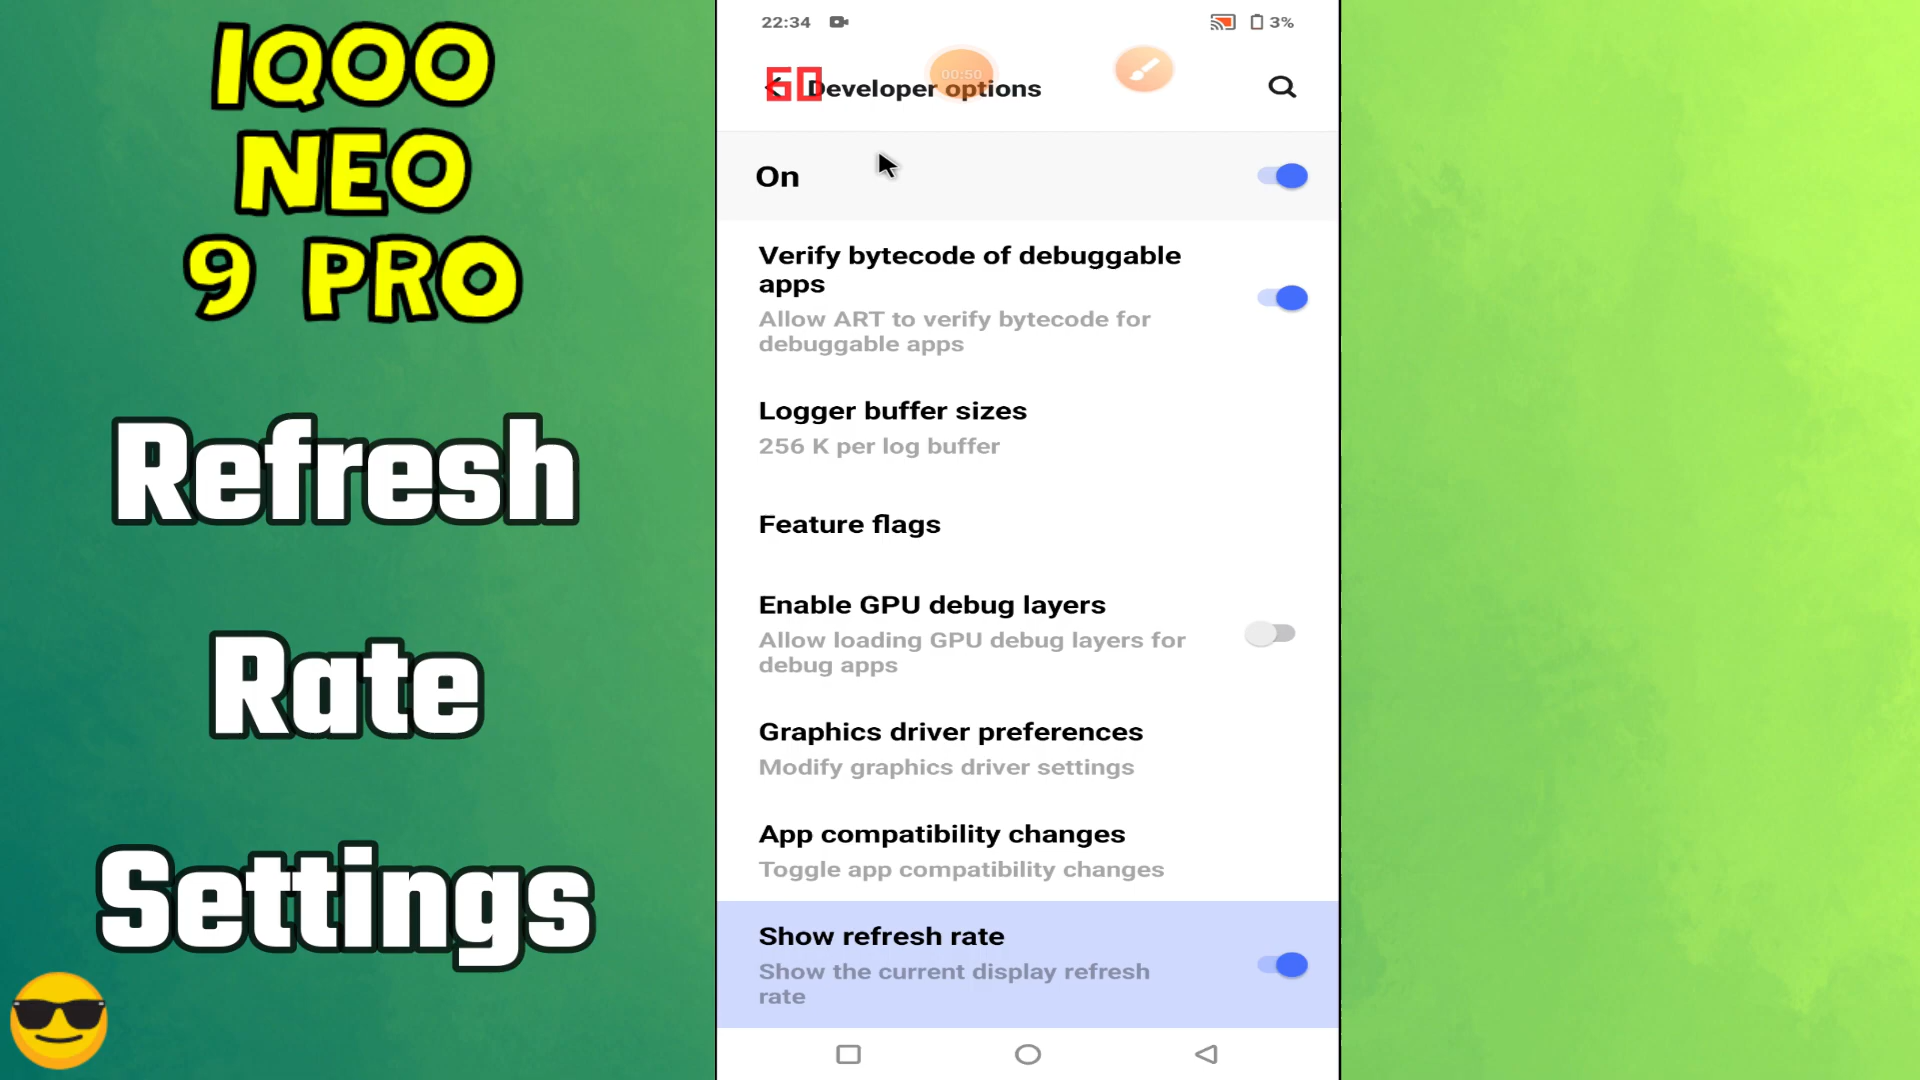 IQOO
NEO
9 PRO
Refresh
Rate
Settings
22:34
3%
60
00:50
Developer options
On
Verify bytecode of debuggable
apps
Allow ART to verify bytecode for
debuggable apps
Logger buffer sizes
256 K per log buffer
Feature flags
Enable GPU debug layers
Allow loading GPU debug layers for
debug apps
Graphics driver preferences
Modify graphics driver settings
App compatibility changes
Toggle app compatibility changes
Show refresh rate
Show the current display refresh
rate